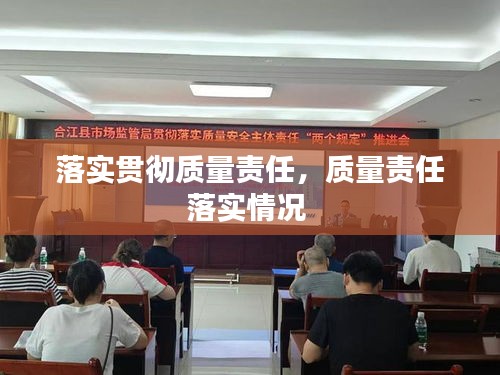 合江县市场监管局贯彻落实质量安全主体责任“两个规定”推进会
落实贯彻质量责任，质量责任
落实情况